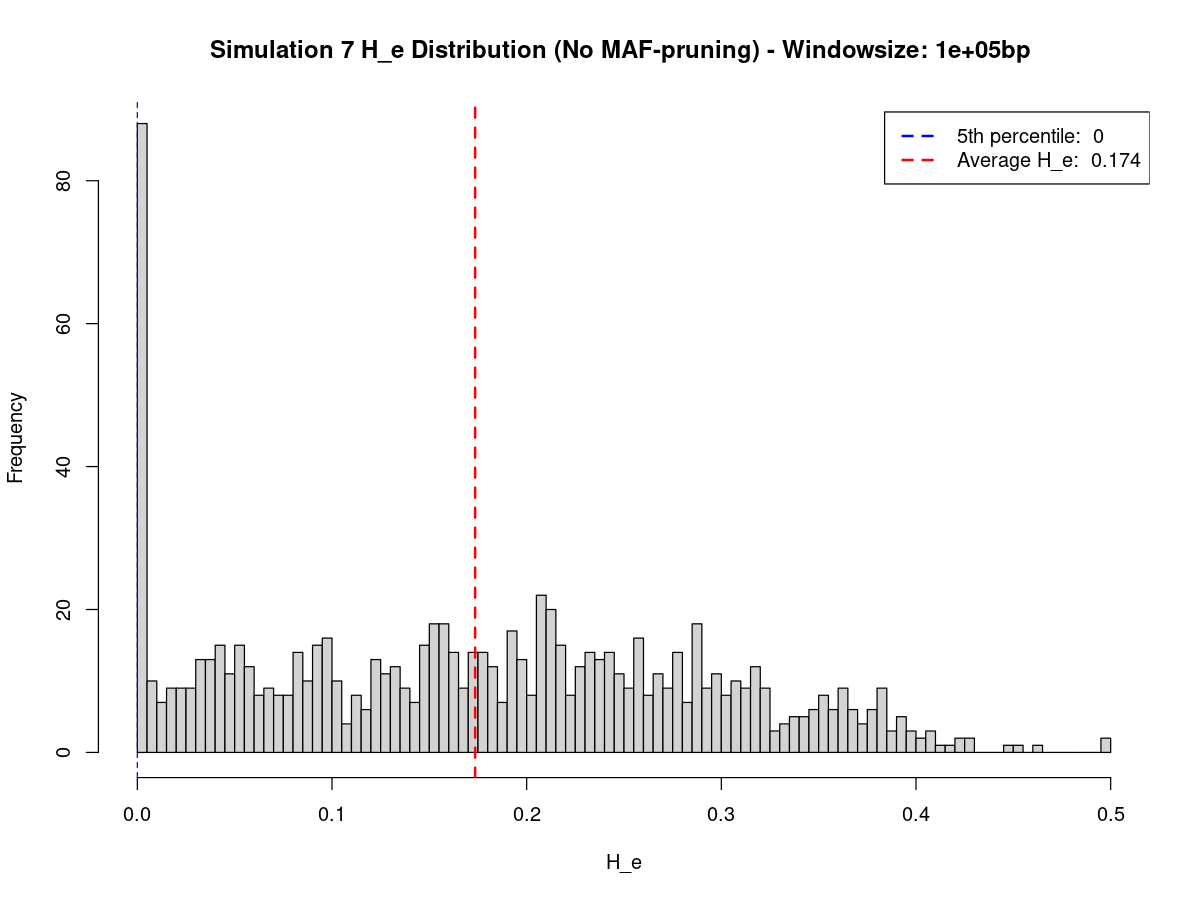 Simulation 7 H_e Distribution (No MAF-pruning) - Windowsize: 1e+05bp
5th percentile: 0
Average H_e: 0.174
80
60
40
20
0
Frequency
0.0 0.1 0.2 0.3 0.4 0.5
H_e